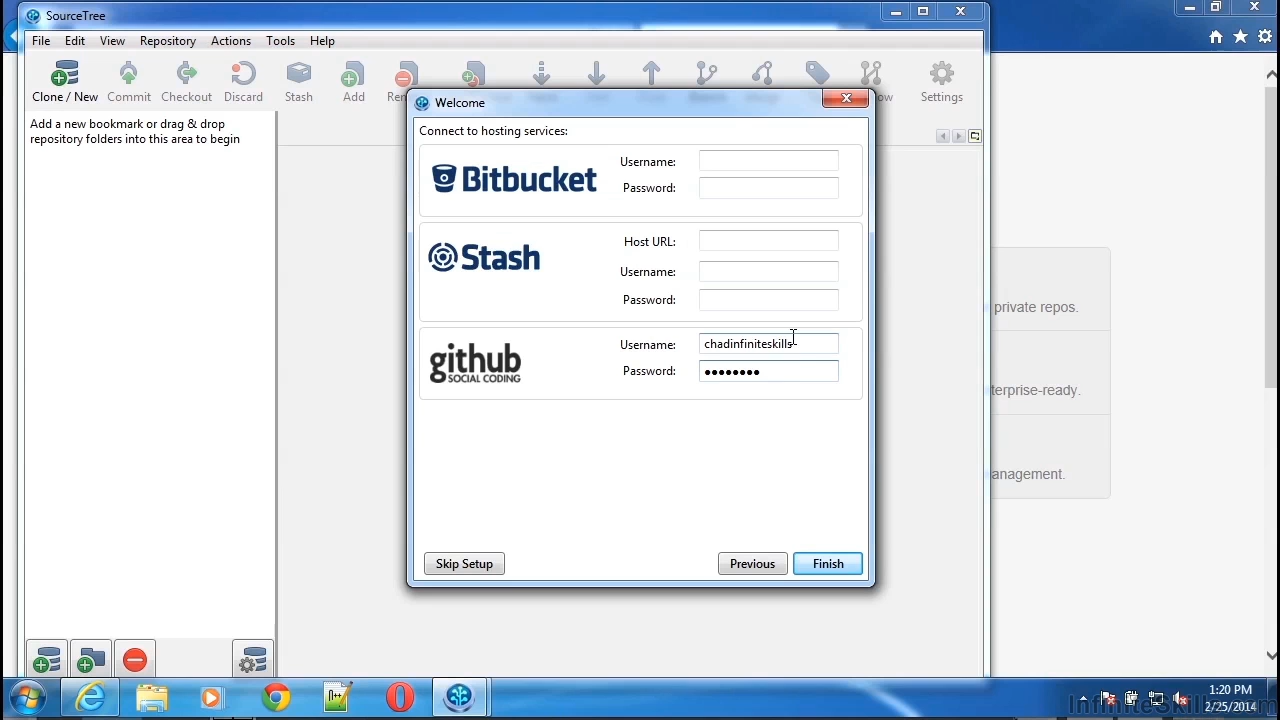 SourceTree
File Edit View Repository Actions Tools Help
Clone / New Commit Checkout Discard Stash Add
Settings
Add a new bookmark or drag & drop
repository folders into this area to begin
Welcome
Connect to hosting services:
Bitbucket
Username:
Password:
Stash
Host URL:
Username:
Password:
github
SOCIAL CODING
Username: chadinfiniteskills
Password: ••••••••
Skip Setup Previous Finish
private repos.
terprise-ready.
anagement.
1:20 PM
2/25/2014
InfiniteSkills.com